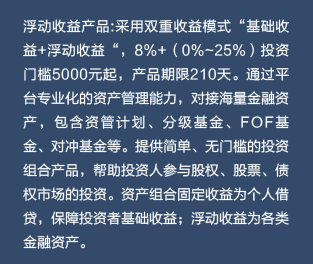 浮动收益产品:采用双重收益模式“基础收
益+浮动收益“，8%+（0%~25%）投资
门槛5000元起，产品期限210天。通过平
台专业化的资产管理能力，对接海量金融资
产，包含资管计划、分级基金、FOF基
金、对冲基金等。提供简单、无门槛的投资
组合产品，帮助投资人参与股权、股票、债
权市场的投资。资产组合固定收益为个人借
贷，保障投资者基础收益；浮动收益为各类
金融资产。